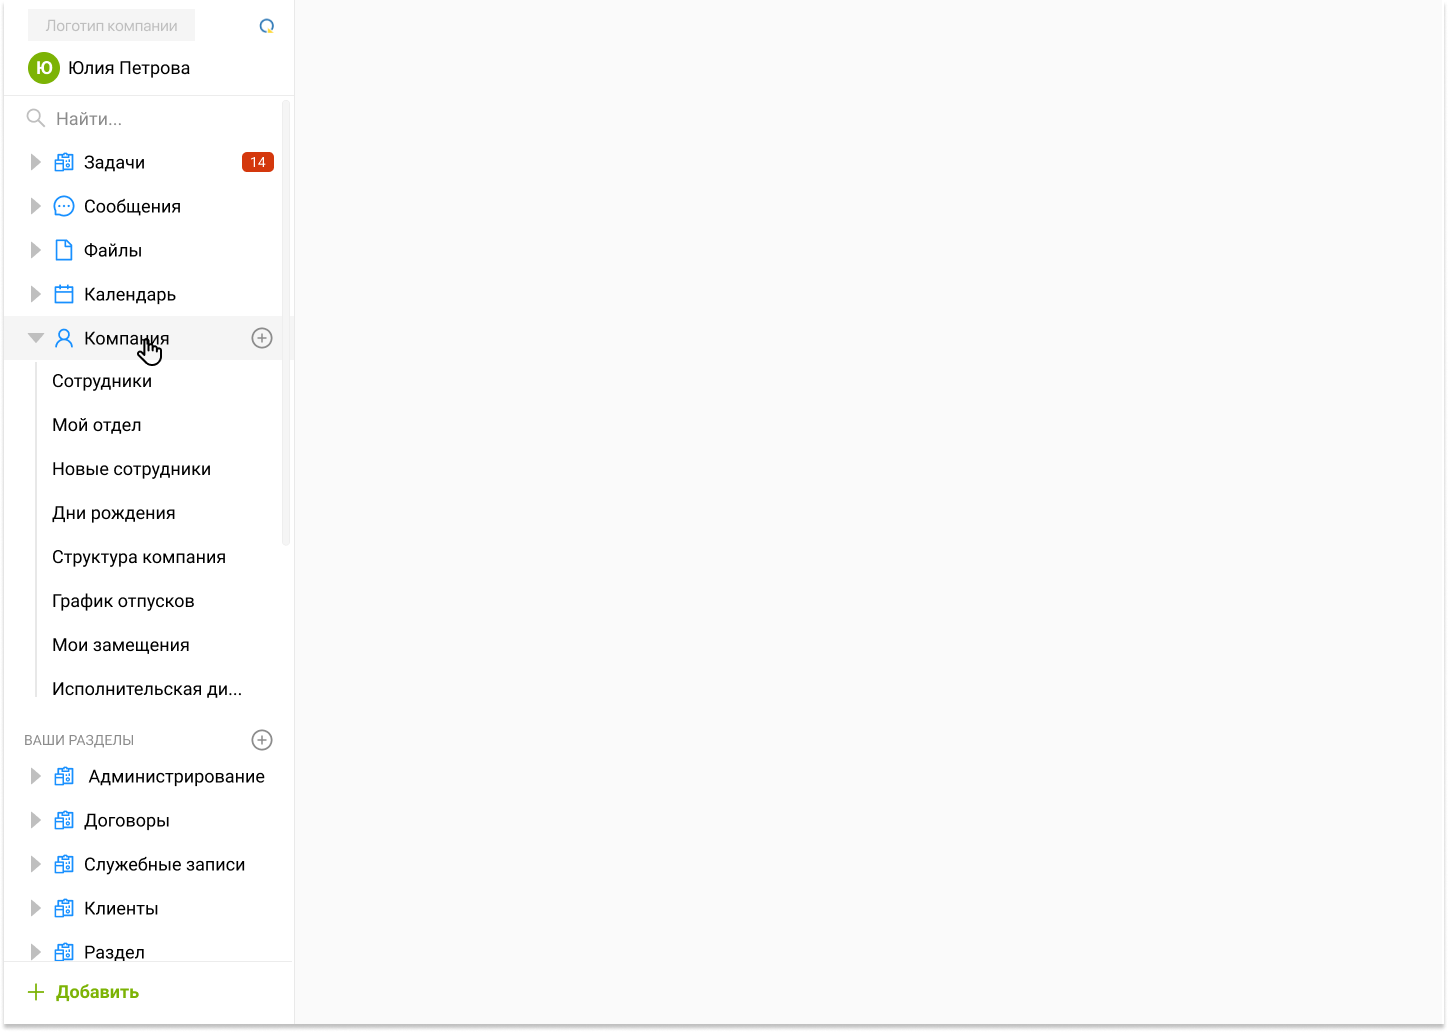 Логотип компании
Ю Юлия Петрова
Найти...
Задачи 14
Сообщения
Файлы
Календарь
Компания
Сотрудники
Мой отдел
Новые сотрудники
Дни рождения
Структура компания
График отпусков
Мои замещения
Исполнительская ди...
ВАШИ РАЗДЕЛЫ
Администрирование
Договоры
Служебные записи
Клиенты
Раздел
Добавить